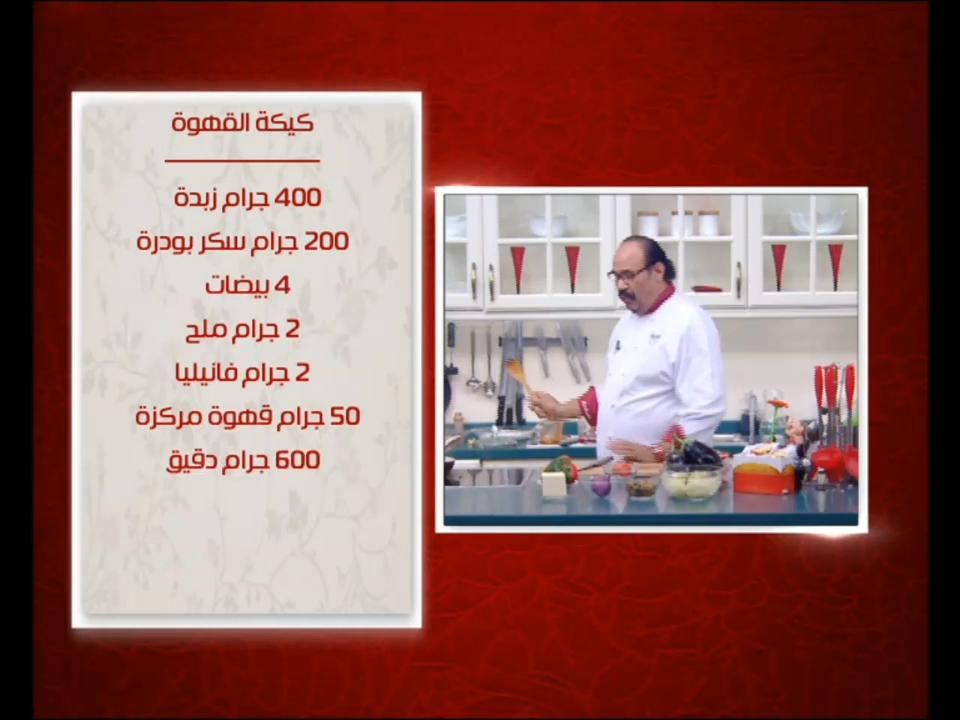 كيكة القهوة
400 جرام زبدة
200 جرام سكر بودرة
4 بيضات
2 جرام ملح
2 جرام فانيليا
50 جرام قهوة مركزة
600 جرام دقيق